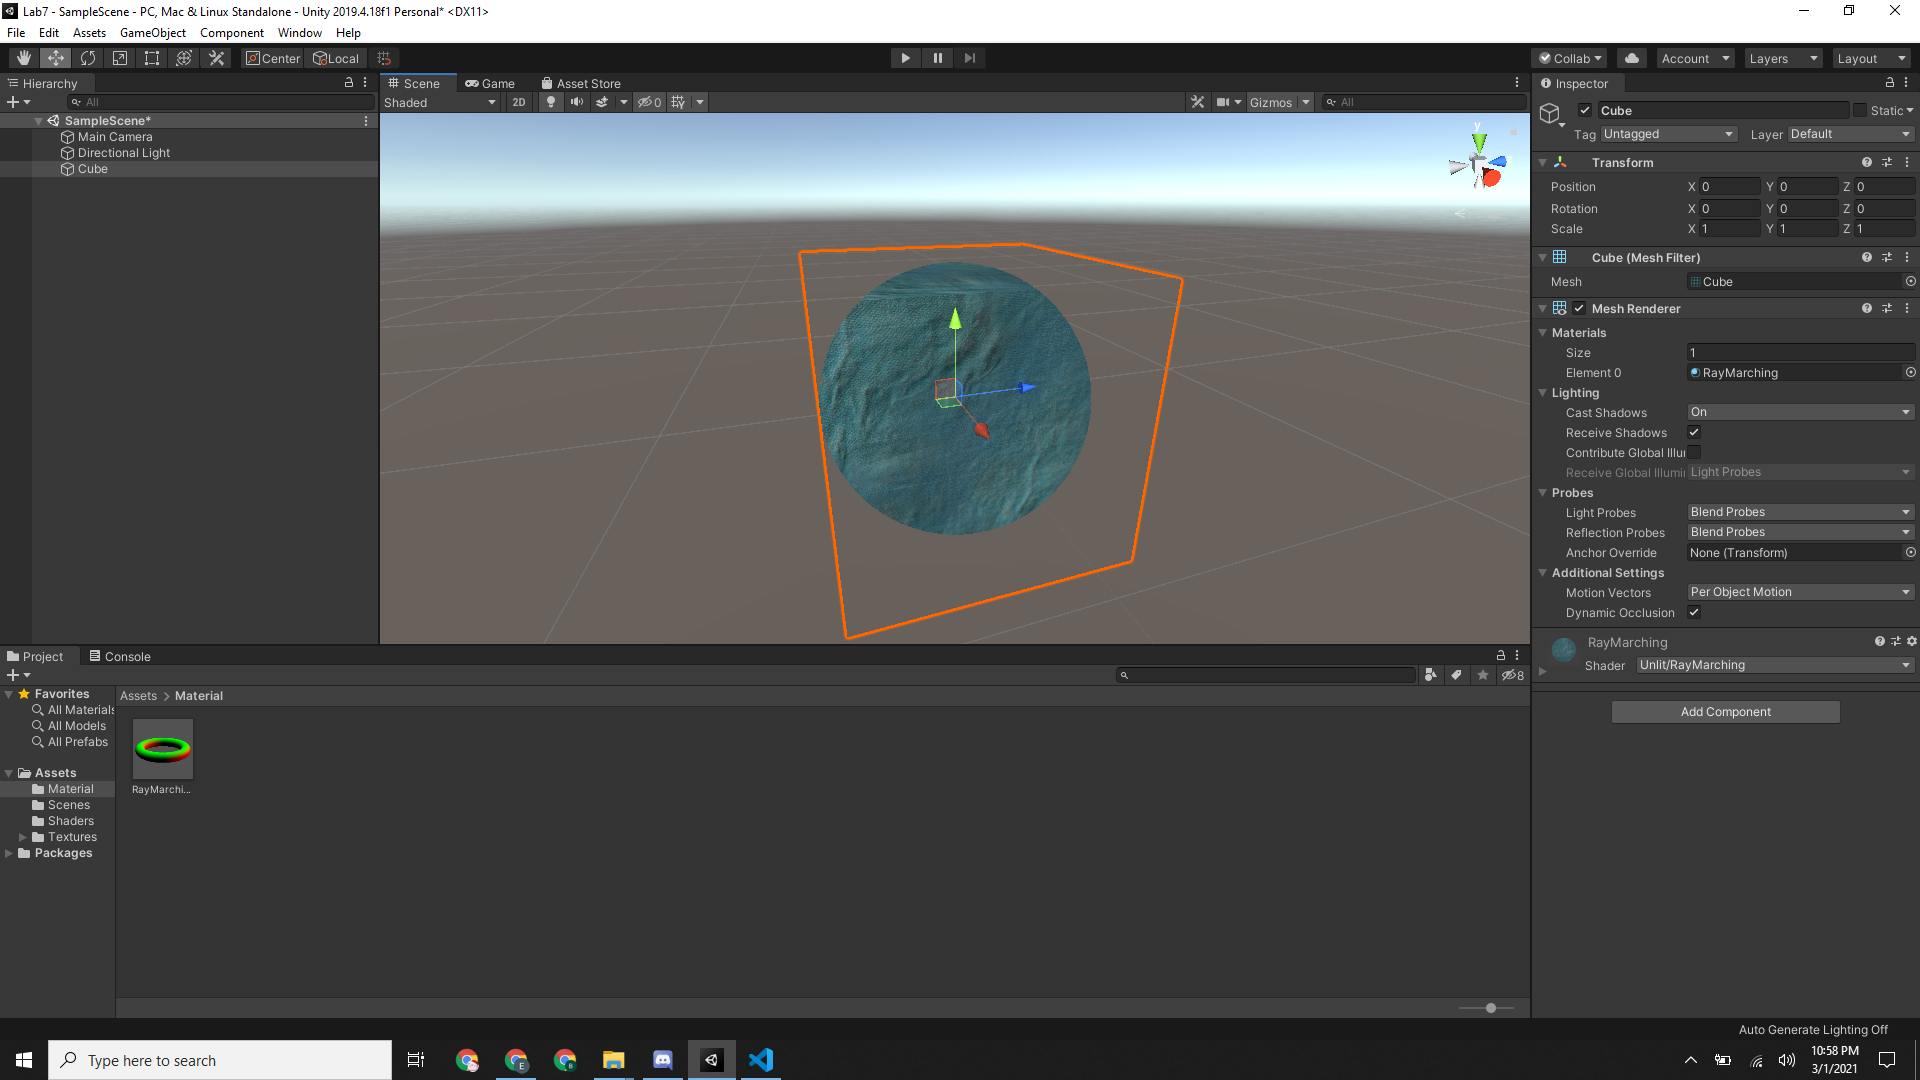 Lab7 - SampleScene - PC, Mac & Linux Standalone - Unity 2019.4.18f1 Personal* <DX11>
File Edit Assets GameObject Component Window Help
Center Local
Collab Account Layers Layout
Hierarchy
All
SampleScene*
Main Camera
Directional Light
Cube
Scene Game Asset Store
Shaded 2D 0 Gizmos All
y
Inspector
Cube Static
Tag Untagged Layer Default
Transform
Position X 0 Y 0 Z 0
Rotation X 0 Y 0 Z 0
Scale X 1 Y 1 Z 1
Cube (Mesh Filter)
Mesh Cube
Mesh Renderer
Materials
Size 1
Element 0 RayMarching
Lighting
Cast Shadows On
Receive Shadows
Contribute Global Illu
Receive Global Illumi Light Probes
Probes
Light Probes Blend Probes
Reflection Probes Blend Probes
Anchor Override None (Transform)
Additional Settings
Motion Vectors Per Object Motion
Dynamic Occlusion
RayMarching
Shader Unlit/RayMarching
Add Component
Project Console
8
Favorites
All Materials
All Models
All Prefabs
Assets
Material
Scenes
Shaders
Textures
Packages
Assets > Material
RayMarchi...
Auto Generate Lighting Off
Type here to search
10:58 PM
3/1/2021